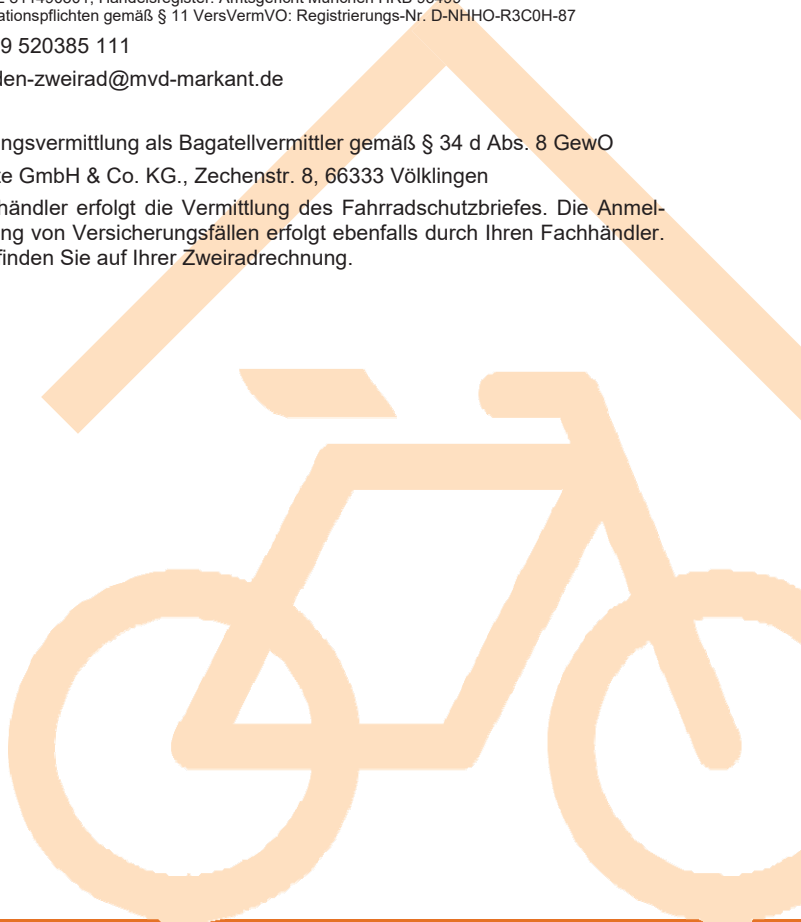 ationspflichten gemäß § 11 VersVermVO: Registrierungs-Nr. D-NHHO-R3C0H-87
9 520385 111
den-zweirad@mvd-markant.de
ngsvermittlung als Bagatellvermittler gemäß § 34 d Abs. 8 GewO
te GmbH & Co. KG., Zechenstr. 8, 66333 Völklingen
händler erfolgt die Vermittlung des Fahrradschutzbriefes. Die Anmel-
ng von Versicherungsfällen erfolgt ebenfalls durch Ihren Fachhändler.
finden Sie auf Ihrer Zweiradrechnung.